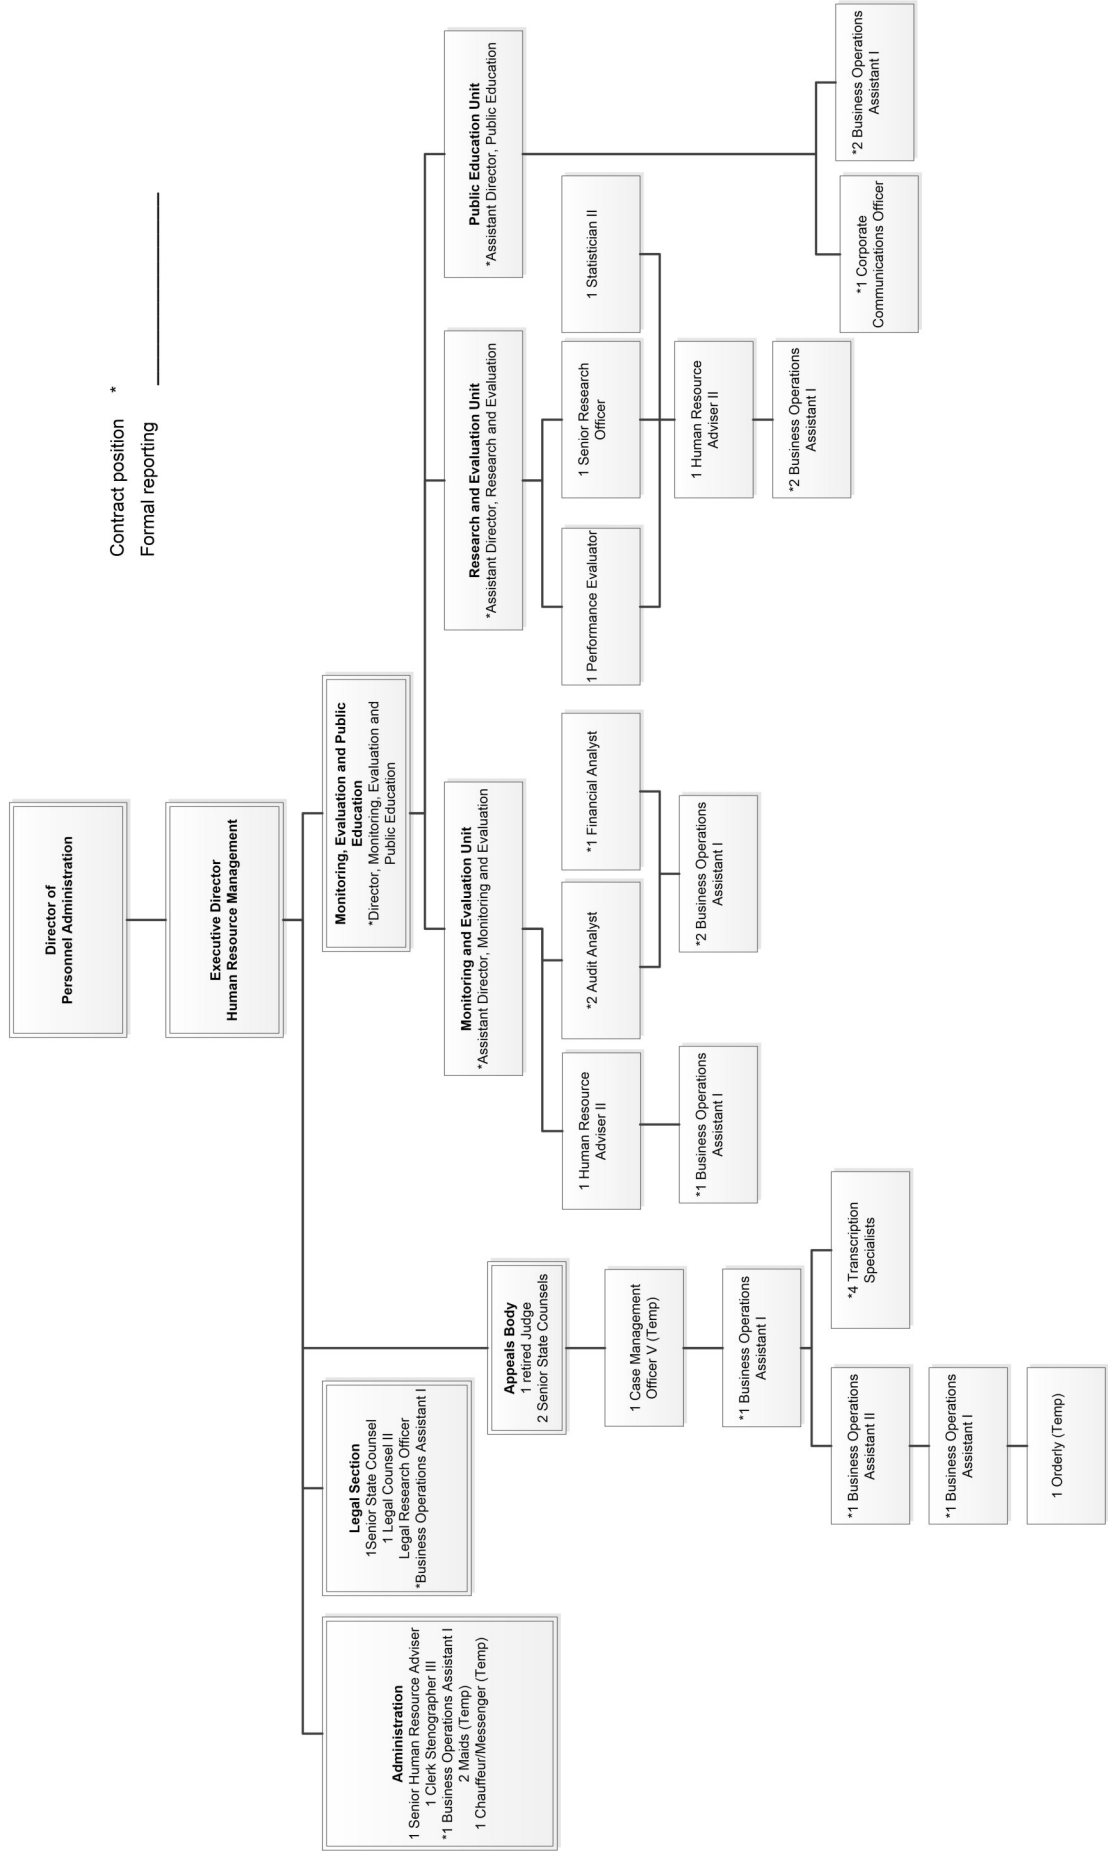 Contract position *
Formal reporting
Director of
Personnel Administration
Executive Director
Human Resource Management
Administration
1 Senior Human Resource Adviser
1 Clerk Stenographer III
*1 Business Operations Assistant I
2 Maids (Temp)
1 Chauffeur/Messenger (Temp)
Legal Section
1Senior State Counsel
1 Legal Counsel II
Legal Research Officer
*Business Operations Assistant I
Monitoring, Evaluation and Public
Education
*Director, Monitoring, Evaluation and
Public Education
Appeals Body
1 retired Judge
2 Senior State Counsels
1 Case Management
Officer V (Temp)
*1 Business Operations
Assistant I
*1 Business Operations
Assistant II
*4 Transcription
Specialists
*1 Business Operations
Assistant I
1 Orderly (Temp)
Monitoring and Evaluation Unit
*Assistant Director, Monitoring and Evaluation
1 Human Resource
Adviser II
*2 Audit Analyst
*1 Financial Analyst
*1 Business Operations
Assistant I
*2 Business Operations
Assistant I
Research and Evaluation Unit
*Assistant Director, Research and Evaluation
1 Performance Evaluator
1 Senior Research
Officer
1 Statistician II
1 Human Resource
Adviser II
*2 Business Operations
Assistant I
Public Education Unit
*Assistant Director, Public Education
*1 Corporate
Communications Officer
*2 Business Operations
Assistant I